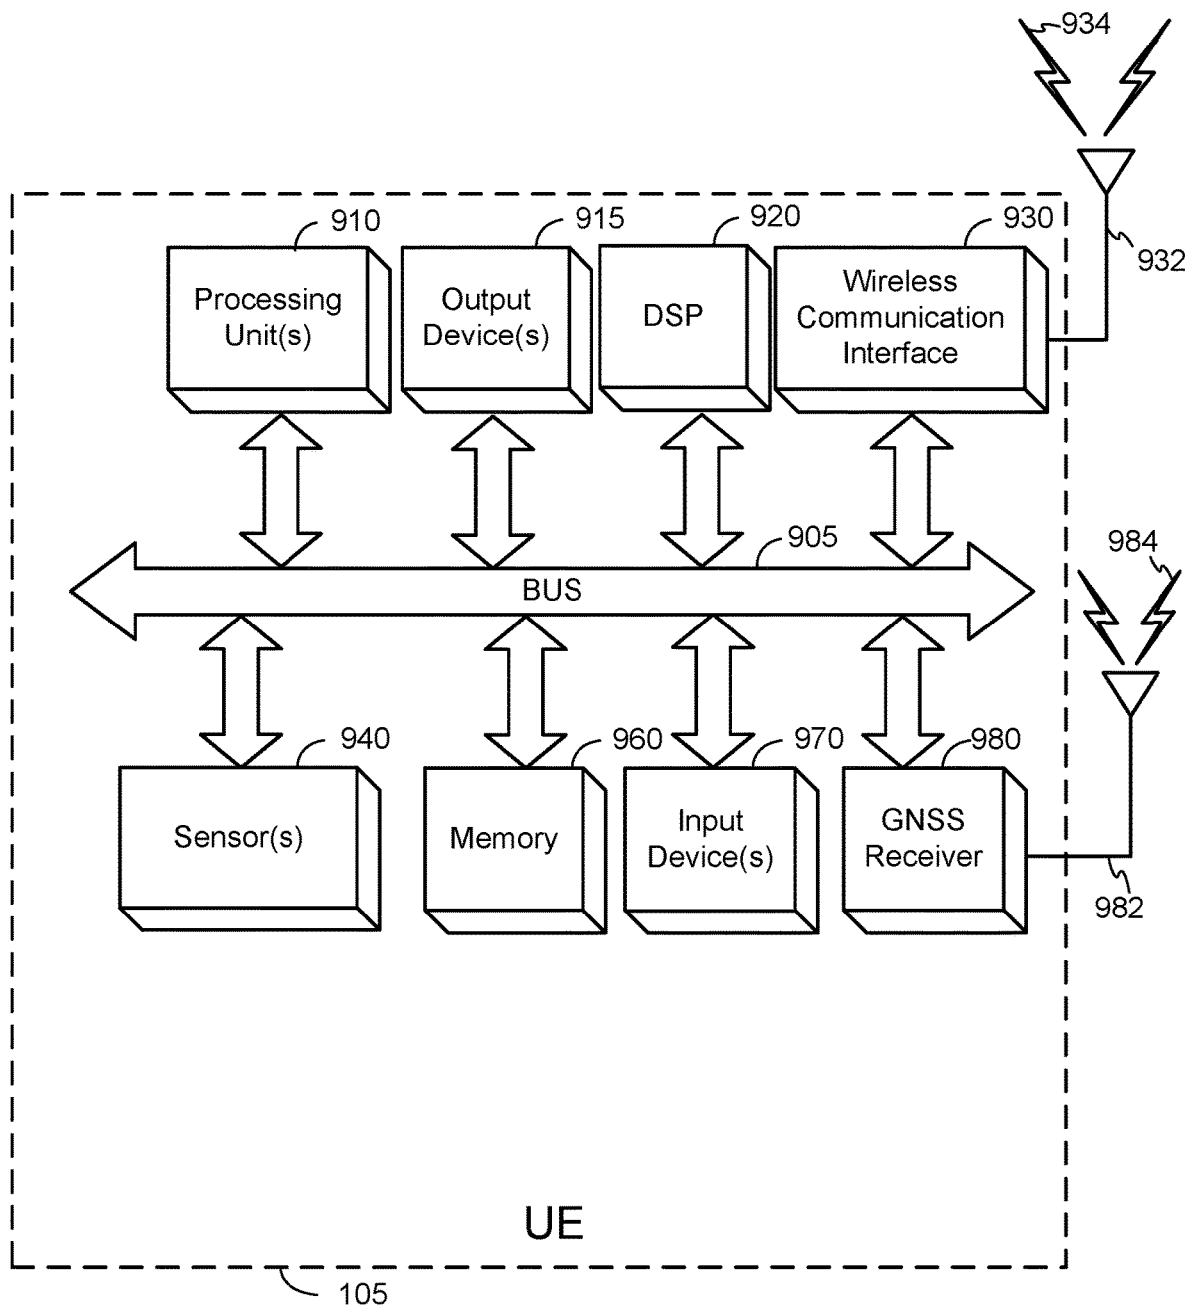 934
932
910
915
920
930
Processing
Unit(s)
Output
Device(s)
DSP
Wireless
Communication
Interface
905
BUS
984
940
960
970
980
Sensor(s)
Memory
Input
Device(s)
GNSS
Receiver
982
UE
105